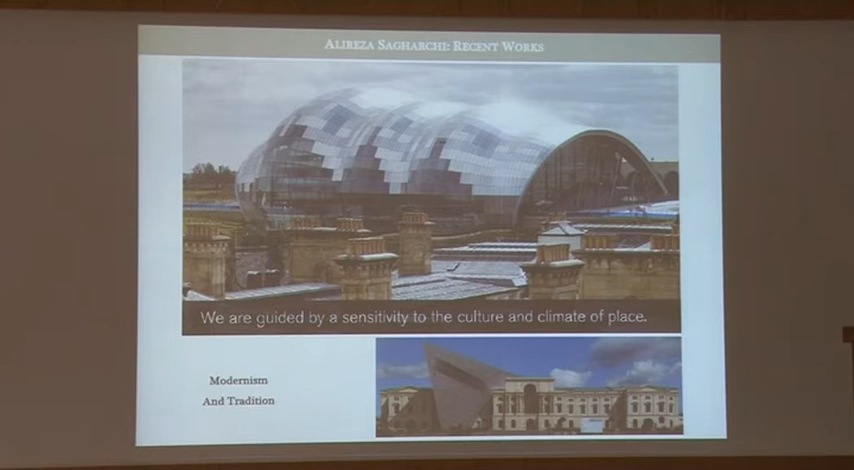 ALIREZA SAGHARCHI: RECENT WORKS
We are guided by a sensitivity to the culture and climate of place.
Modernism
And Tradition